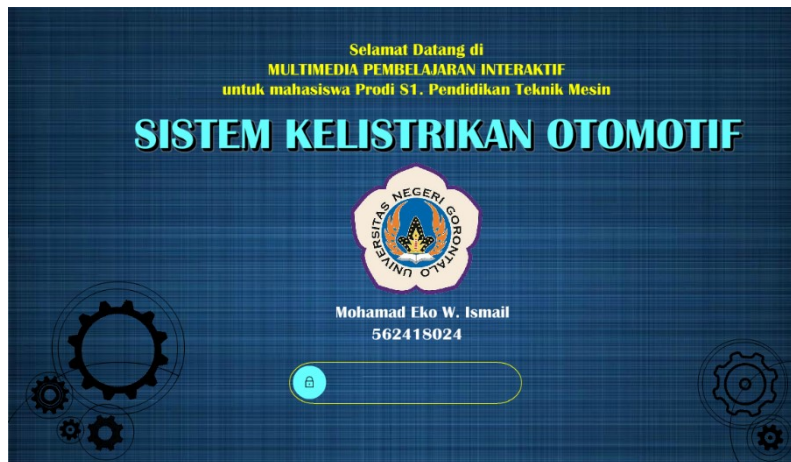 Selamat Datang di
MULTIMEDIA PEMBELAJARAN INTERAKTIF
untuk mahasiswa Prodi S1. Pendidikan Teknik Mesin
SISTEM KELISTRIKAN OTOMOTIF
UNIVERSITAS NEGERI GORONTALO
Mohamad Eko W. Ismail
562418024